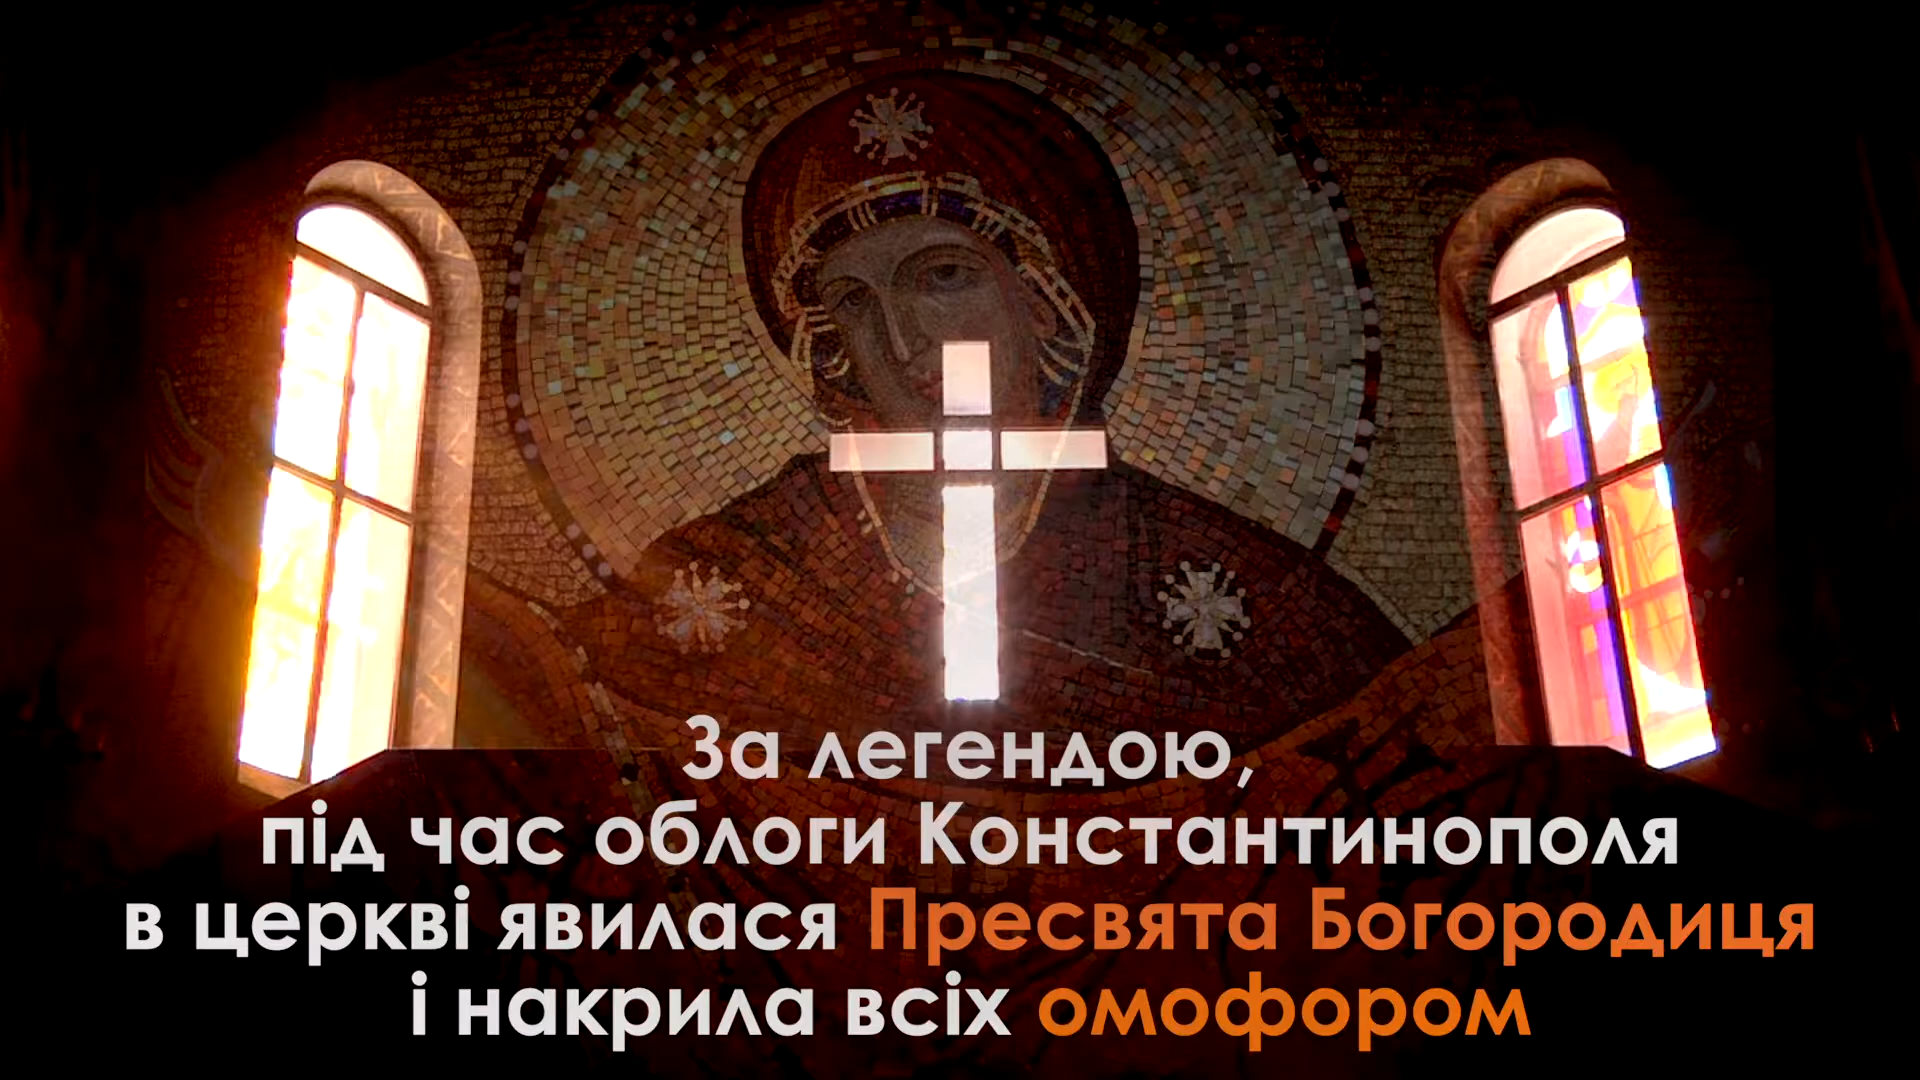 За легендою,
під час облоги Константинополя
в церкві явилася Пресвята Богородиця
і накрила всіх омофором